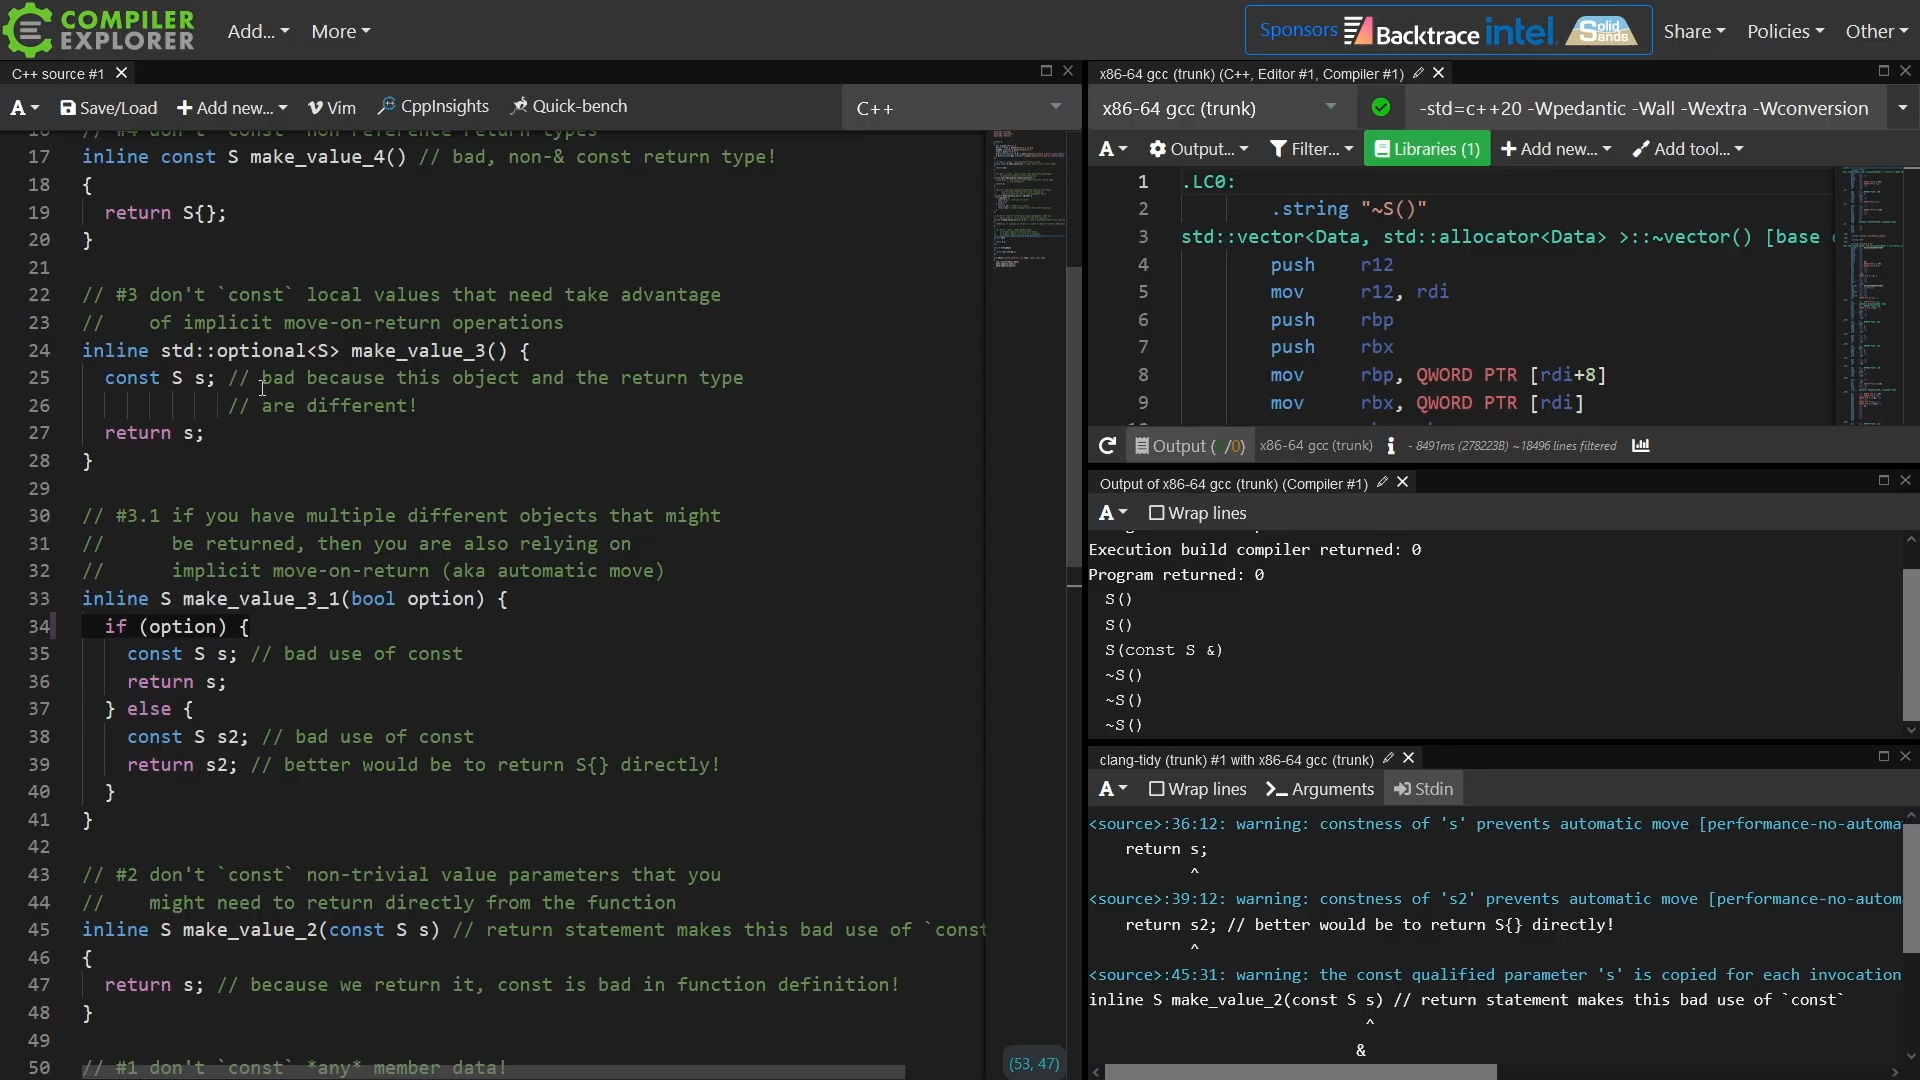 COMPILER
EXPLORER
Add...
More
Sponsors
Backtrace
intel
Solid Sands
Share
Policies
Other
C++ source #1
A
Save/Load
Add new...
Vim
CppInsights
Quick-bench
C++
16 // #4 don't `const` non-reference return types
17 inline const S make_value_4() // bad, non-& const return type!
18 {
19 return S{};
20 }
21
22 // #3 don't `const` local values that need take advantage
23 // of implicit move-on-return operations
24 inline std::optional<S> make_value_3() {
25 const S s; // bad because this object and the return type
26 // are different!
27 return s;
28 }
29
30 // #3.1 if you have multiple different objects that might
31 // be returned, then you are also relying on
32 // implicit move-on-return (aka automatic move)
33 inline S make_value_3_1(bool option) {
34 if (option) {
35 const S s; // bad use of const
36 return s;
37 } else {
38 const S s2; // bad use of const
39 return s2; // better would be to return S{} directly!
40 }
41 }
42
43 // #2 don't `const` non-trivial value parameters that you
44 // might need to return directly from the function
45 inline S make_value_2(const S s) // return statement makes this bad use of `const
46 {
47 return s; // because we return it, const is bad in function definition!
48 }
49
50 // #1 don't `const` *any* member data!
(53, 47)
x86-64 gcc (trunk) (C++, Editor #1, Compiler #1)
x86-64 gcc (trunk)
-std=c++20 -Wpedantic -Wall -Wextra -Wconversion
A
Output...
Filter...
Libraries (1)
Add new...
Add tool...
1 .LC0:
2 .string "~S()"
3 std::vector<Data, std::allocator<Data> >::~vector() [base
4 push r12
5 mov r12, rdi
6 push rbp
7 push rbx
8 mov rbp, QWORD PTR [rdi+8]
9 mov rbx, QWORD PTR [rdi]
Output ( /0) x86-64 gcc (trunk) i - 8491ms (278223B) ~18496 lines filtered
Output of x86-64 gcc (trunk) (Compiler #1)
A
Wrap lines
Execution build compiler returned: 0
Program returned: 0
S()
S()
S(const S &)
~S()
~S()
~S()
clang-tidy (trunk) #1 with x86-64 gcc (trunk)
A
Wrap lines
Arguments
Stdin
<source>:36:12: warning: constness of 's' prevents automatic move [performance-no-automa
return s;
^
<source>:39:12: warning: constness of 's2' prevents automatic move [performance-no-autom
return s2; // better would be to return S{} directly!
^
<source>:45:31: warning: the const qualified parameter 's' is copied for each invocation
inline S make_value_2(const S s) // return statement makes this bad use of `const`
^
&